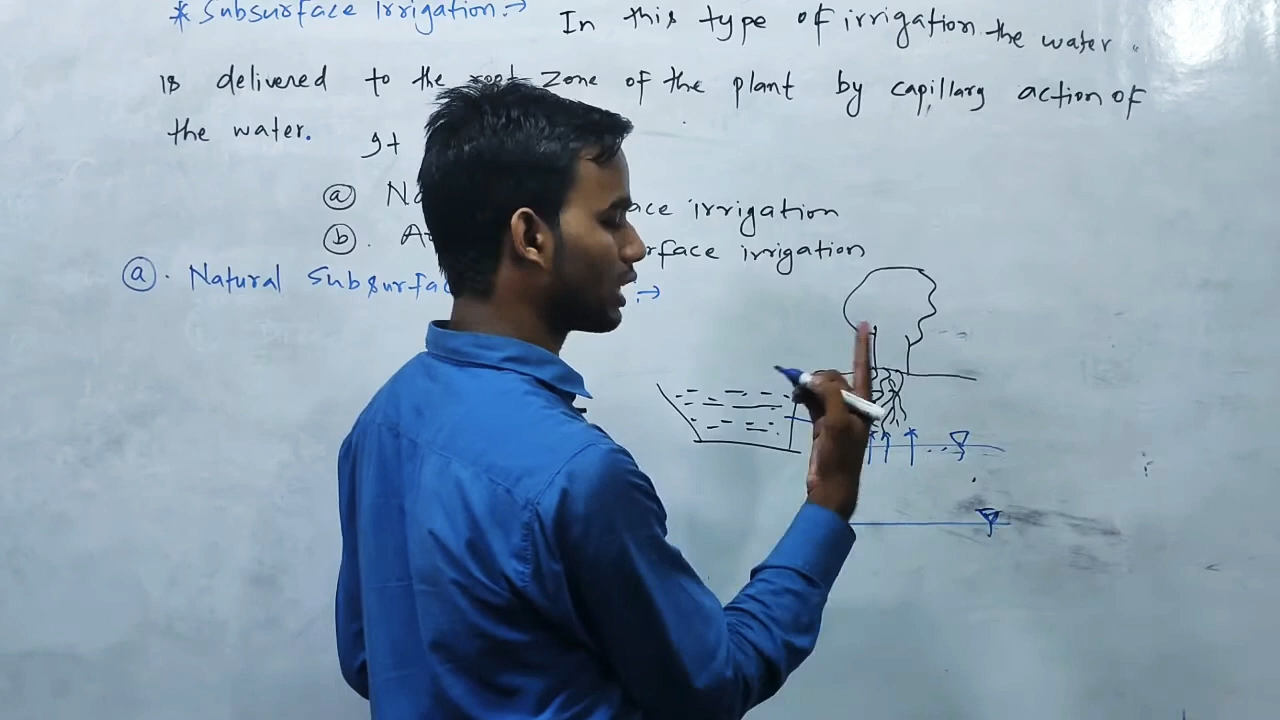 * Subsurface Irrigation:→ In this type of irrigation the water
is delivered to the root zone of the plant by capillary action of
the water.
It
(a) Na ace irrigation
(b). A rface irrigation
(a). Natural Subsurfac :→